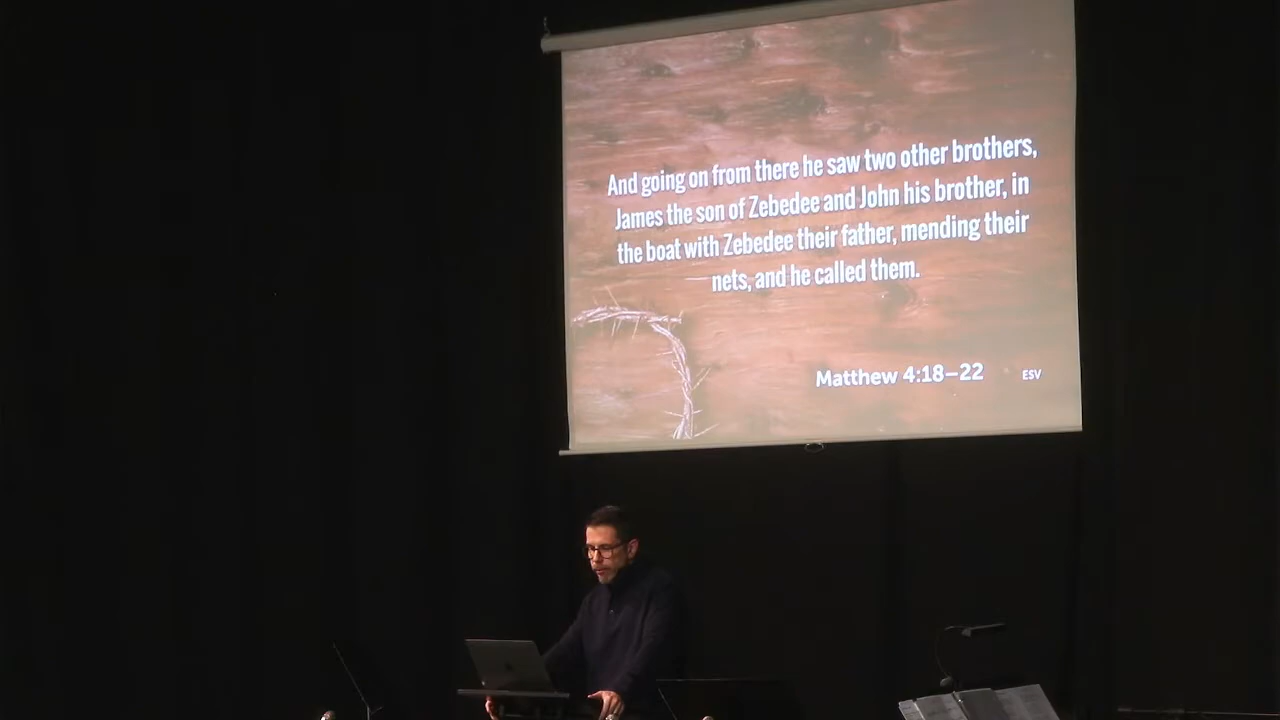 And going on from there he saw two other brothers,
James the son of Zebedee and John his brother, in
the boat with Zebedee their father, mending their
nets, and he called them.
Matthew 4:18–22 ESV